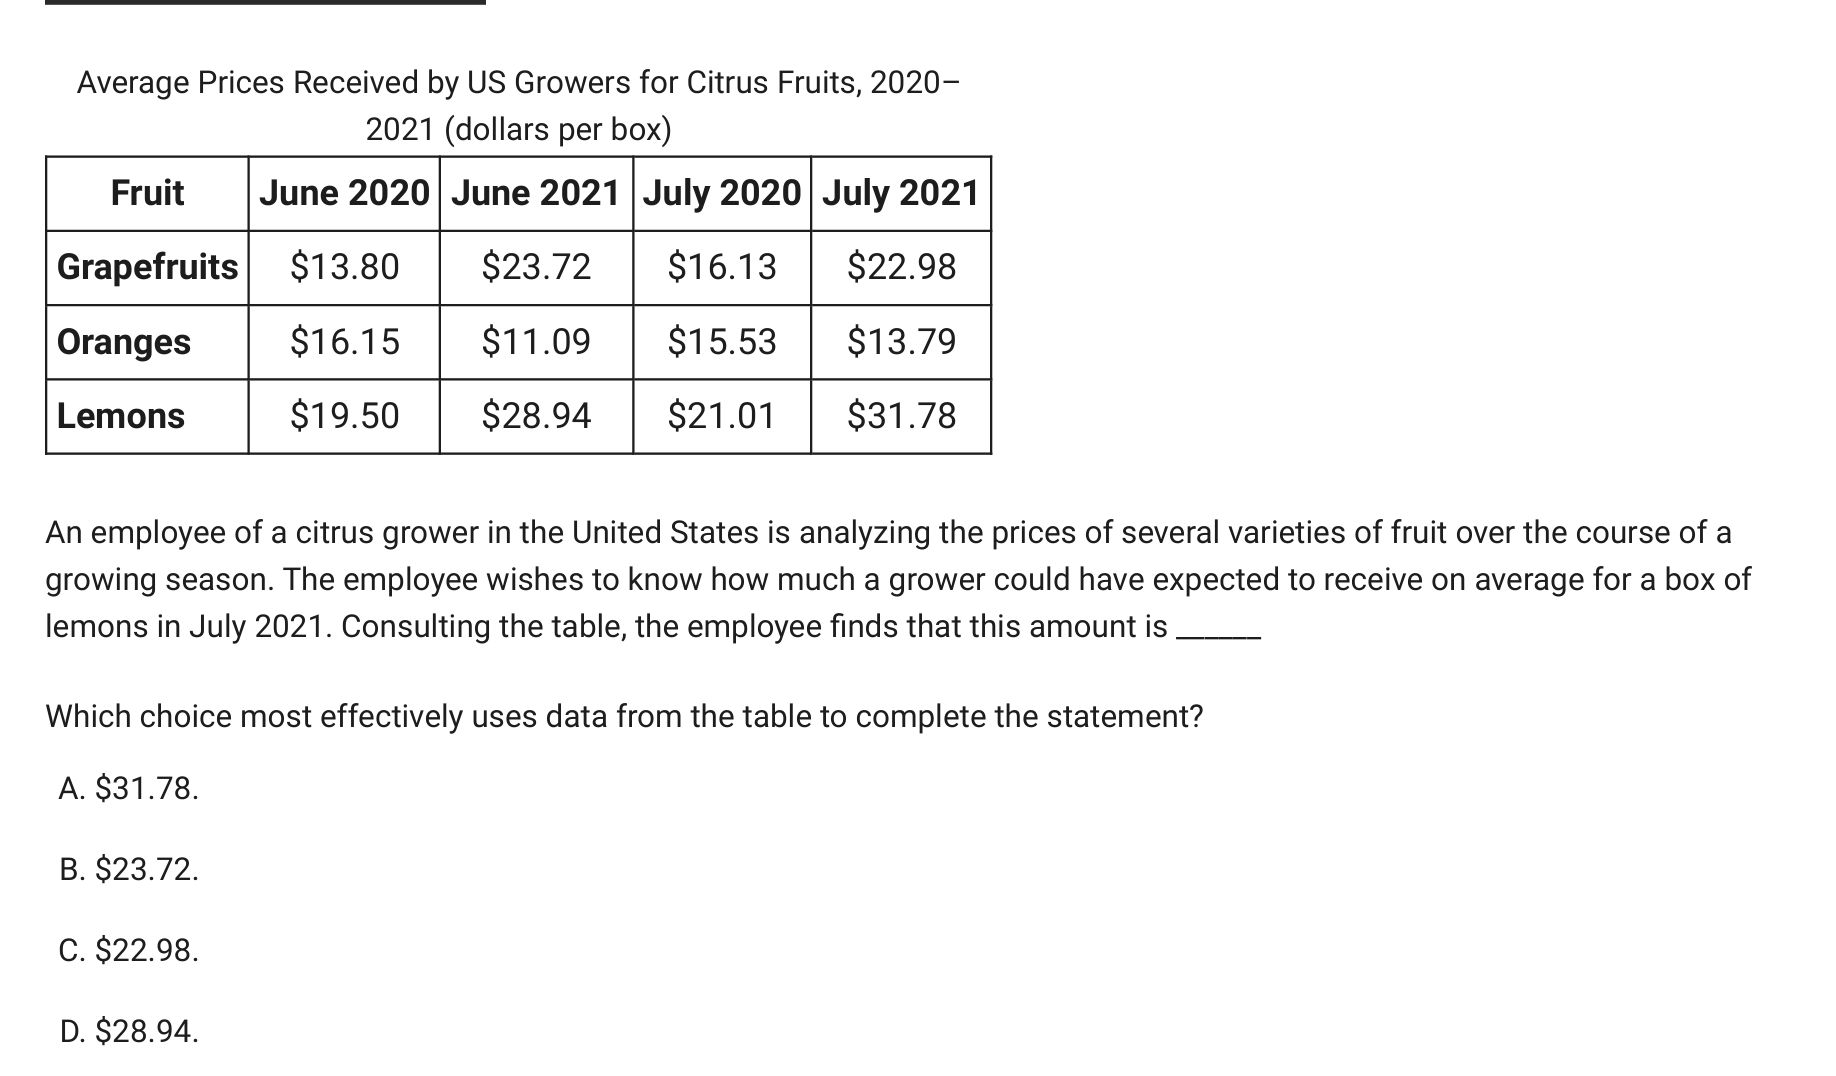 Average Prices Received by US Growers for Citrus Fruits, 2020–
2021 (dollars per box)
Fruit June 2020 June 2021 July 2020 July 2021
Grapefruits $13.80 $23.72 $16.13 $22.98
Oranges $16.15 $11.09 $15.53 $13.79
Lemons $19.50 $28.94 $21.01 $31.78
An employee of a citrus grower in the United States is analyzing the prices of several varieties of fruit over the course of a
growing season. The employee wishes to know how much a grower could have expected to receive on average for a box of
lemons in July 2021. Consulting the table, the employee finds that this amount is ______
Which choice most effectively uses data from the table to complete the statement?
A. $31.78.
B. $23.72.
C. $22.98.
D. $28.94.